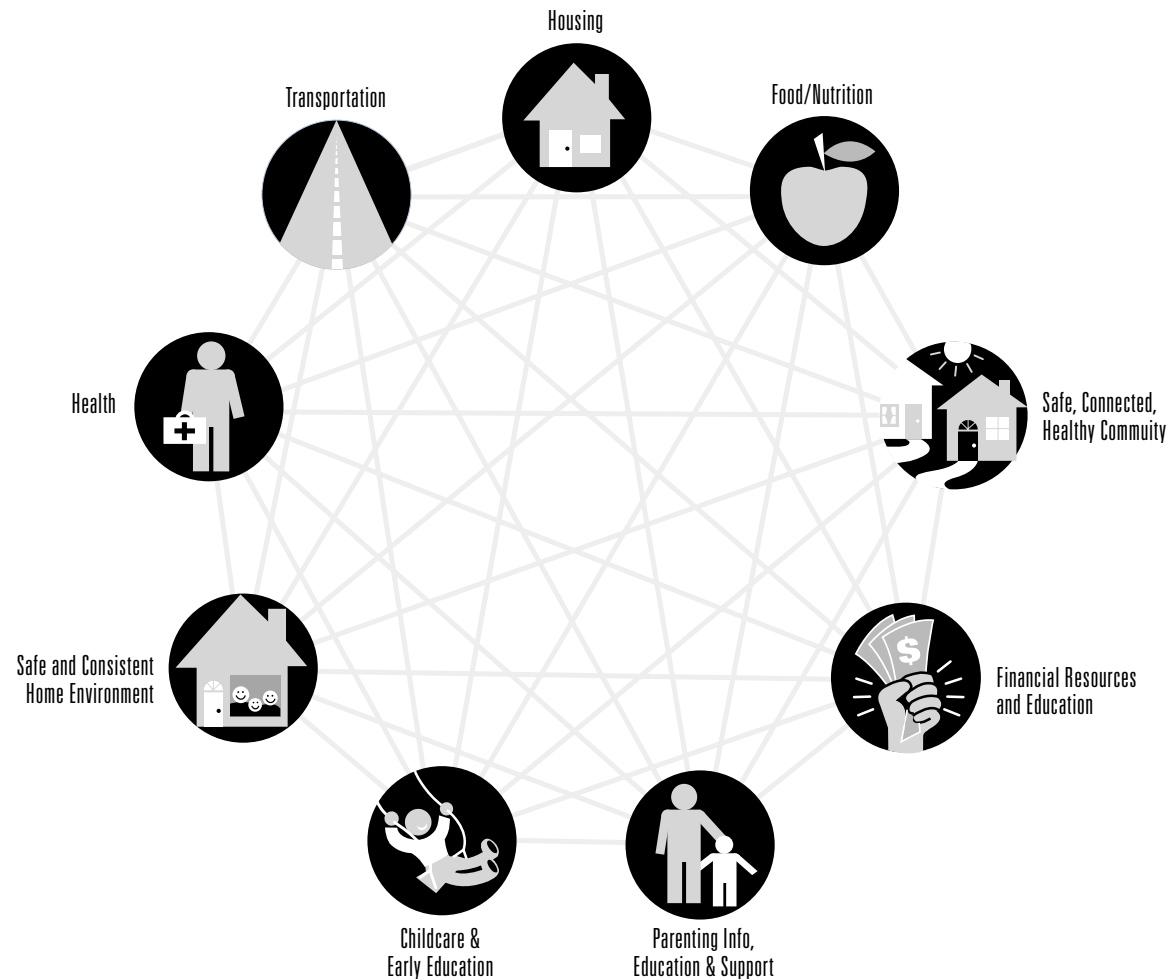 Housing
Transportation
Food/Nutrition
Health
Safe, Connected,
Healthy Commuity
Safe and Consistent
Home Environment
$
Financial Resources
and Education
Childcare &
Early Education
Parenting Info,
Education & Support